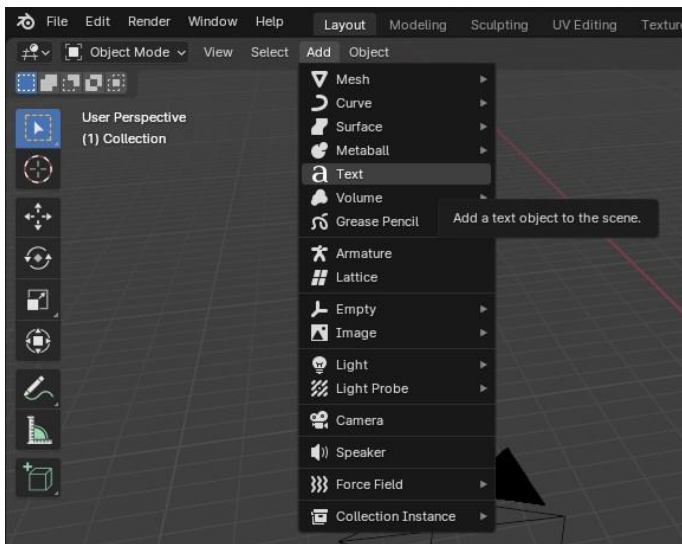 File Edit Render Window Help Layout Modeling Sculpting UV Editing
Object Mode View Select Add Object
User Perspective
(1) Collection
Mesh
Curve
Surface
Metaball
a Text
Volume
Grease Pencil
Add a text object to the scene.
Armature
Lattice
Empty
Image
Light
Light Probe
Camera
Speaker
Force Field
Collection Instance